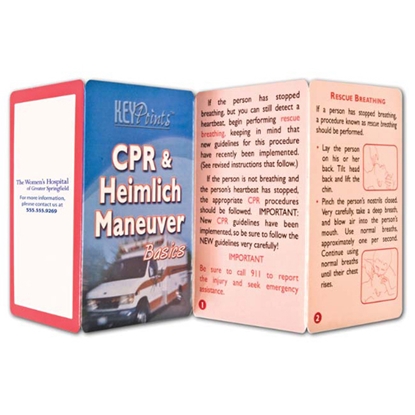 The Women's Hospital
of Greater Springfield
For more information,
please contact us at
555.555.0269
KEYPoints™
CPR &
Heimlich
Maneuver
Basics
If the person has stopped
breathing, but you can still detect a
heartbeat, begin performing rescue
breathing, keeping in mind that
new guidelines for this procedure
have recently been implemented.
(See revised instructions that follow.)
If the person is not breathing and
the person's heartbeat has stopped,
the appropriate CPR procedures
should be followed. IMPORTANT:
New CPR guidelines have been
implemented, so be sure to follow the
NEW guidelines very carefully!
IMPORTANT
Be sure to call 911 to report
the injury and seek emergency
assistance.
1
RESCUE BREATHING
If a person has stopped breathing,
a procedure known as rescue breathing
should be performed.
• Lay the
person on
his or her
back. Tilt head
back and lift the
chin.
• Pinch the person's nostrils closed.
Very carefully, take a deep breath,
and blow air into the person's
mouth. Use normal breaths,
approximately one per second.
Continue using
normal breaths
until their chest
rises.
2